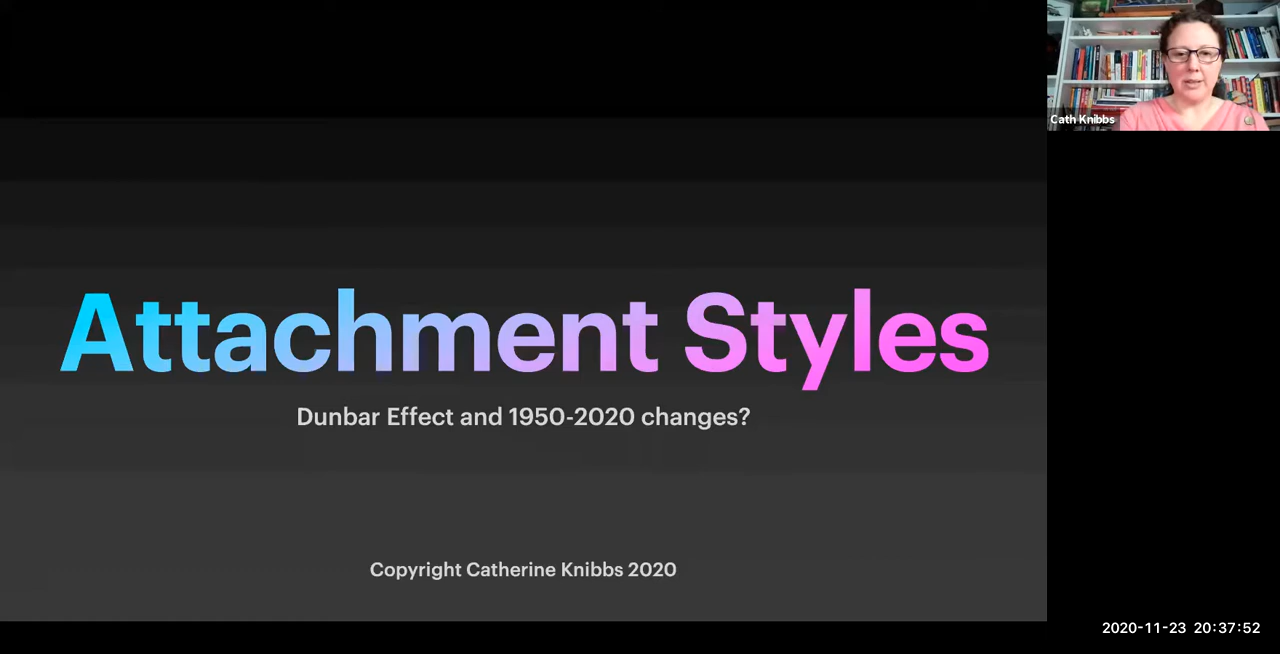 Cath Knibbs
Attachment Styles
Dunbar Effect and 1950-2020 changes?
Copyright Catherine Knibbs 2020
2020-11-23 20:37:52